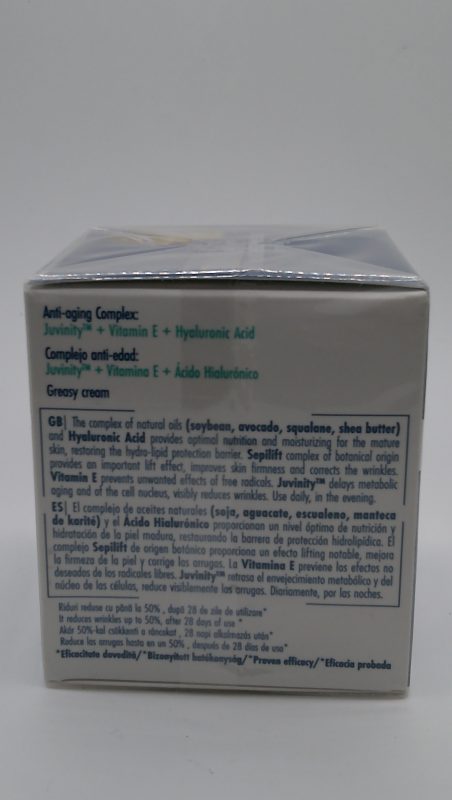 Anti-aging Complex:
Juvinity™ + Vitamin E + Hyaluronic Acid
Complejo anti-edad:
Juvinity™ + Vitamina E + Ácido Hialurónico
Greasy cream
GB| The complex of natural oils (soybean, avocado, squalane, shea butter)
and Hyaluronic Acid provides optimal nutrition and moisturizing for the mature
skin, restoring the hydro-lipid protection barrier. Sepilift complex of botanical origin
provides an important lift effect, improves skin firmness and corrects the wrinkles.
Vitamin E prevents unwanted effects of free radicals. Juvinity™ delays metabolic
aging and of the cell nucleus, visibly reduces wrinkles. Use daily, in the evening.
ES| El complejo de aceites naturales (soja, aguacate, escualeno, manteca
de karité) y el Ácido Hialurónico proporcionan un nivel óptimo de nutrición y
hidratación de la piel madura, restaurando la barrera de protección hidrolipídica. El
complejo Sepilift de origen botánico proporciona un efecto lifting notable, mejora
la firmeza de la piel y corrige las arrugas. La Vitamina E previene los efectos no
deseados de los radicales libres. Juvinity™ retrasa el envejecimiento metabólico y del
núcleo de las células, reduce visiblemente las arrugas. Diariamente, por las noches.
Riduri reduse cu până la 50% , după 28 de zile de utilizare*
It reduces wrinkles up to 50%, after 28 days of use *
Akár 50%-kal csökkenti a ráncokat , 28 napi alkalmazás után*
Reduce las arrugas hasta en un 50% , después de 28 días de uso*
*Eficacitate dovedită/*Bizonyított hatékonyság/*Proven efficacy/*Eficacia probada